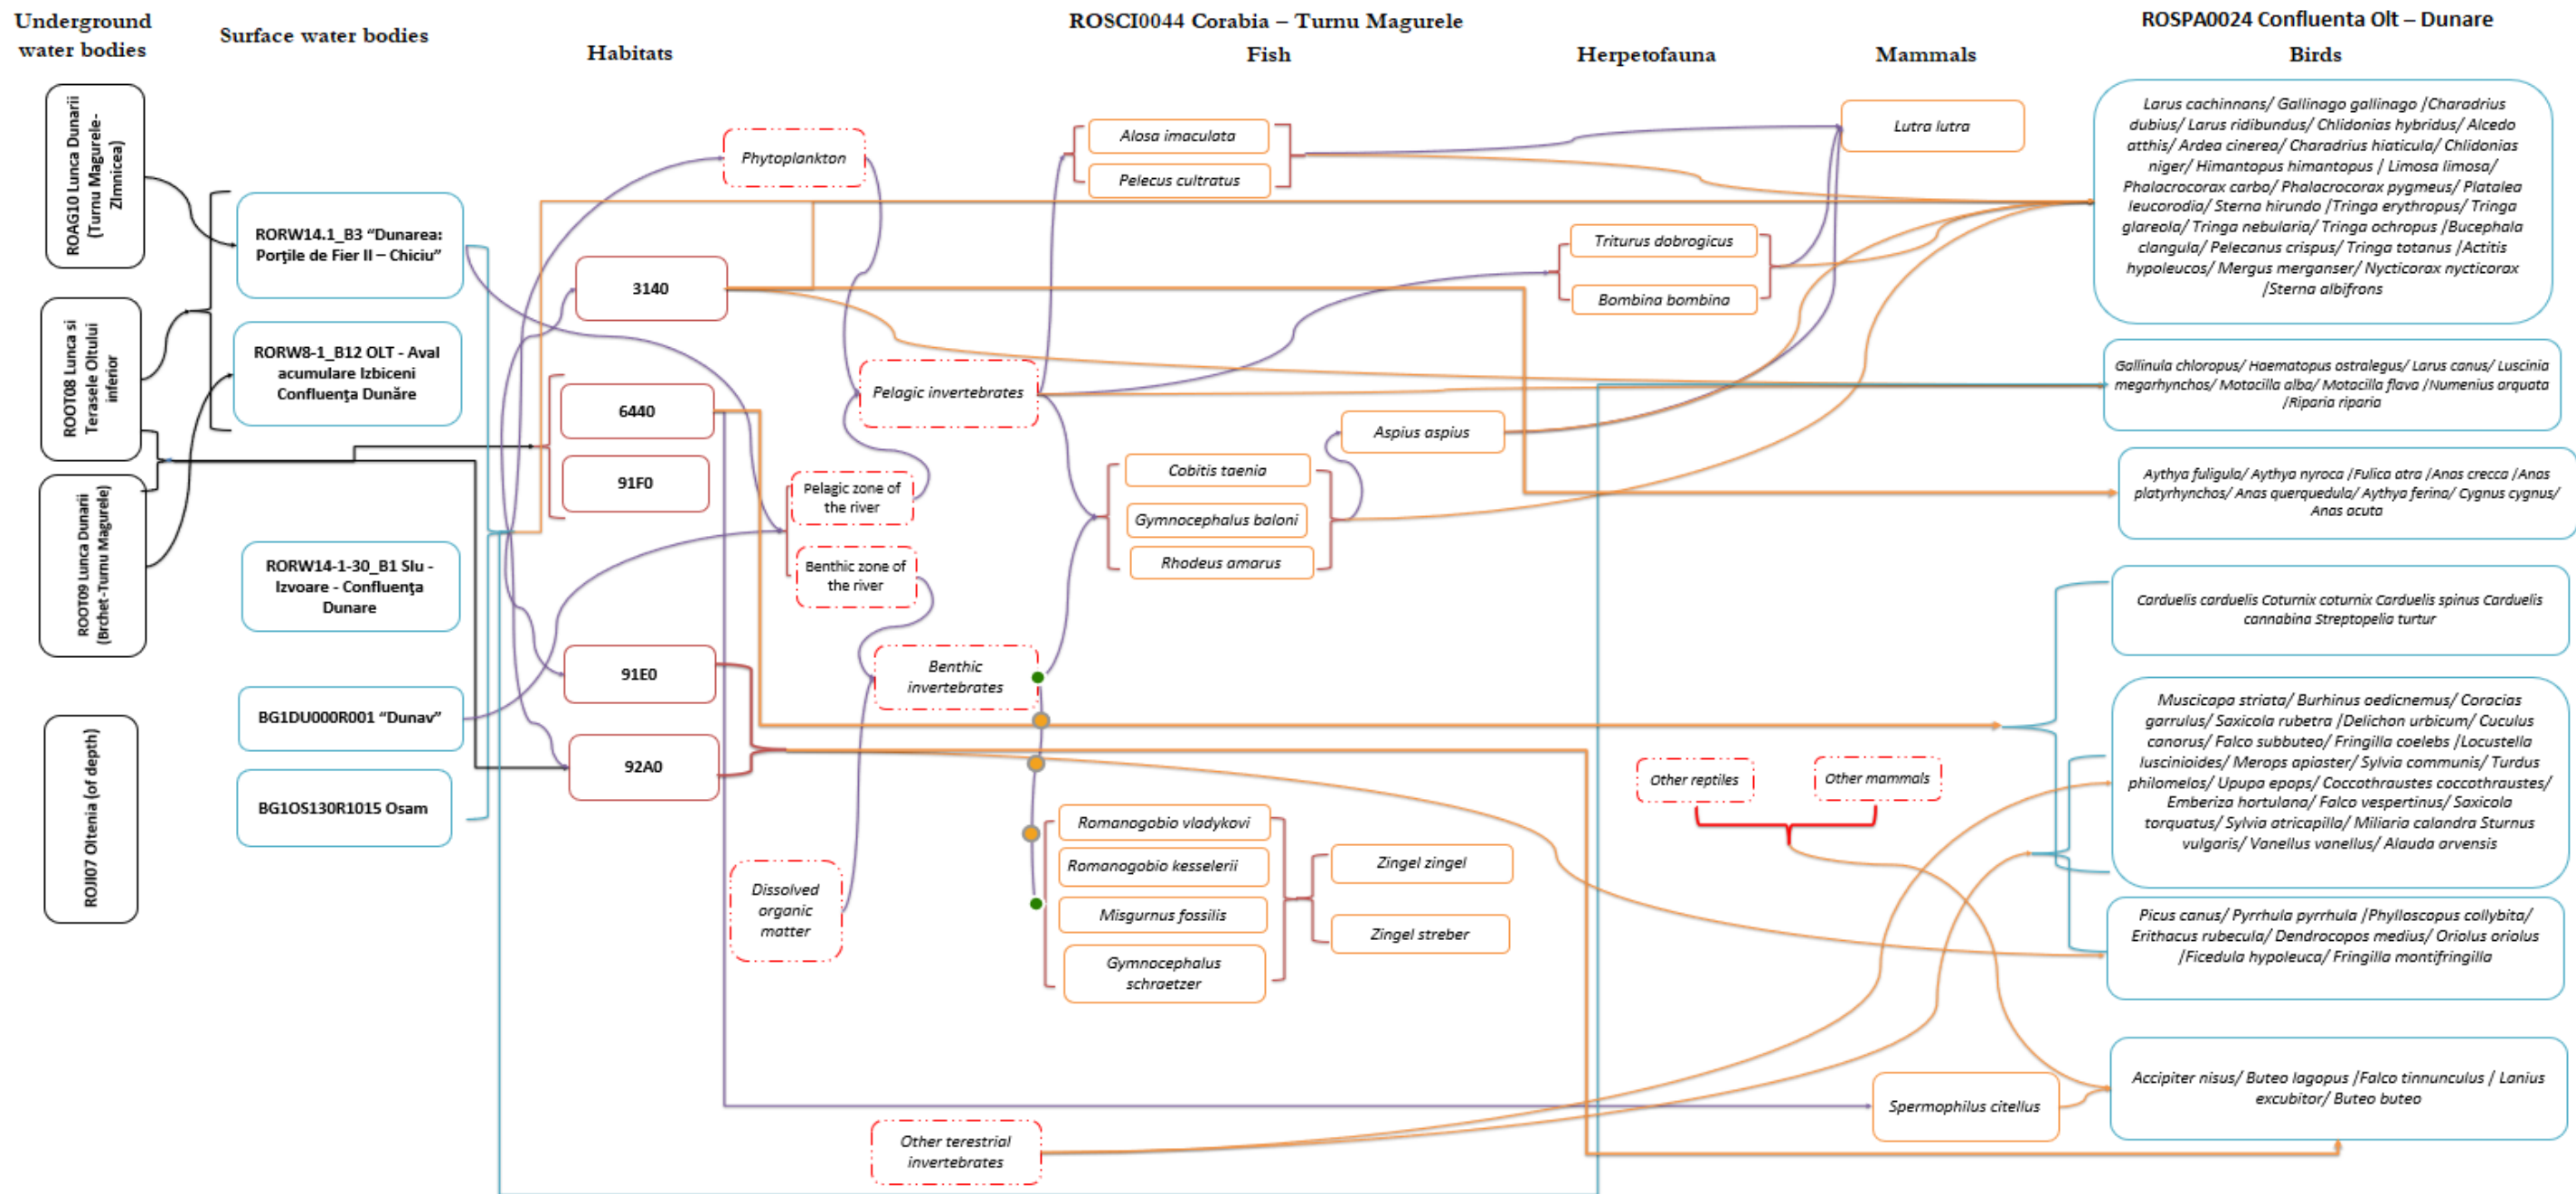 Underground
water bodies
Surface water bodies
Habitats
ROSCI0044 Corabia – Turnu Magurele
Fish
Herpetofauna
Mammals
ROSPA0024 Confluenta Olt – Dunare
Birds
ROAG10 Lunca Dunarii
(Turnu Magurele-
ZImnicea)
ROOT08 Lunca si
Terasele Oltului
inferior
ROOT09 Lunca Dunarii
(Brchet-Turnu Magurele)
ROJI07 Oltenia (of depth)
RORW14.1_B3 “Dunarea:
Porţile de Fier II – Chiciu”
RORW8-1_B12 OLT - Aval
acumulare Izbiceni
Confluenţa Dunăre
RORW14-1-30_B1 SIu -
Izvoare - Confluenţa
Dunare
BG1DU000R001 “Dunav”
BG1OS130R1015 Osam
3140
6440
91F0
91E0
92A0
Phytoplankton
Pelagic invertebrates
Pelagic zone of
the river
Benthic zone of
the river
Benthic
invertebrates
Dissolved
organic
matter
Other terestrial
invertebrates
Alosa imaculata
Pelecus cultratus
Aspius aspius
Cobitis taenia
Gymnocephalus baloni
Rhodeus amarus
Romanogobio vladykovi
Romanogobio kesselerii
Misgurnus fossilis
Gymnocephalus
schraetzer
Zingel zingel
Zingel streber
Triturus dobrogicus
Bombina bombina
Other reptiles
Other mammals
Lutra lutra
Spermophilus citellus
Larus cachinnans/ Gallinago gallinago /Charadrius
dubius/ Larus ridibundus/ Chlidonias hybridus/ Alcedo
atthis/ Ardea cinerea/ Charadrius hiaticula/ Chlidonias
niger/ Himantopus himantopus / Limosa limosa/
Phalacrocorax carbo/ Phalacrocorax pygmeus/ Platalea
leucorodia/ Sterna hirundo /Tringa erythropus/ Tringa
glareola/ Tringa nebularia/ Tringa ochropus /Bucephala
clangula/ Pelecanus crispus/ Tringa totanus /Actitis
hypoleucos/ Mergus merganser/ Nycticorax nycticorax
/Sterna albifrons
Gallinula chloropus/ Haematopus ostralegus/ Larus canus/ Luscinia
megarhynchos/ Motacilla alba/ Motacilla flava /Numenius arquata
/Riparia riparia
Aythya fuligula/ Aythya nyroca /Fulica atra /Anas crecca /Anas
platyrhynchos/ Anas querquedula/ Aythya ferina/ Cygnus cygnus/
Anas acuta
Carduelis carduelis Coturnix coturnix Carduelis spinus Carduelis
cannabina Streptopelia turtur
Muscicapa striata/ Burhinus oedicnemus/ Coracias
garrulus/ Saxicola rubetra /Delichon urbicum/ Cuculus
canorus/ Falco subbuteo/ Fringilla coelebs /Locustella
luscinioides/ Merops apiaster/ Sylvia communis/ Turdus
philomelos/ Upupa epops/ Coccothraustes coccothraustes/
Emberiza hortulana/ Falco vespertinus/ Saxicola
torquatus/ Sylvia atricapilla/ Miliaria calandra Sturnus
vulgaris/ Vanellus vanellus/ Alauda arvensis
Picus canus/ Pyrrhula pyrrhula /Phylloscopus collybita/
Erithacus rubecula/ Dendrocopos medius/ Oriolus oriolus
/Ficedula hypoleuca/ Fringilla montifringilla
Accipiter nisus/ Buteo lagopus /Falco tinnunculus / Lanius
excubitor/ Buteo buteo